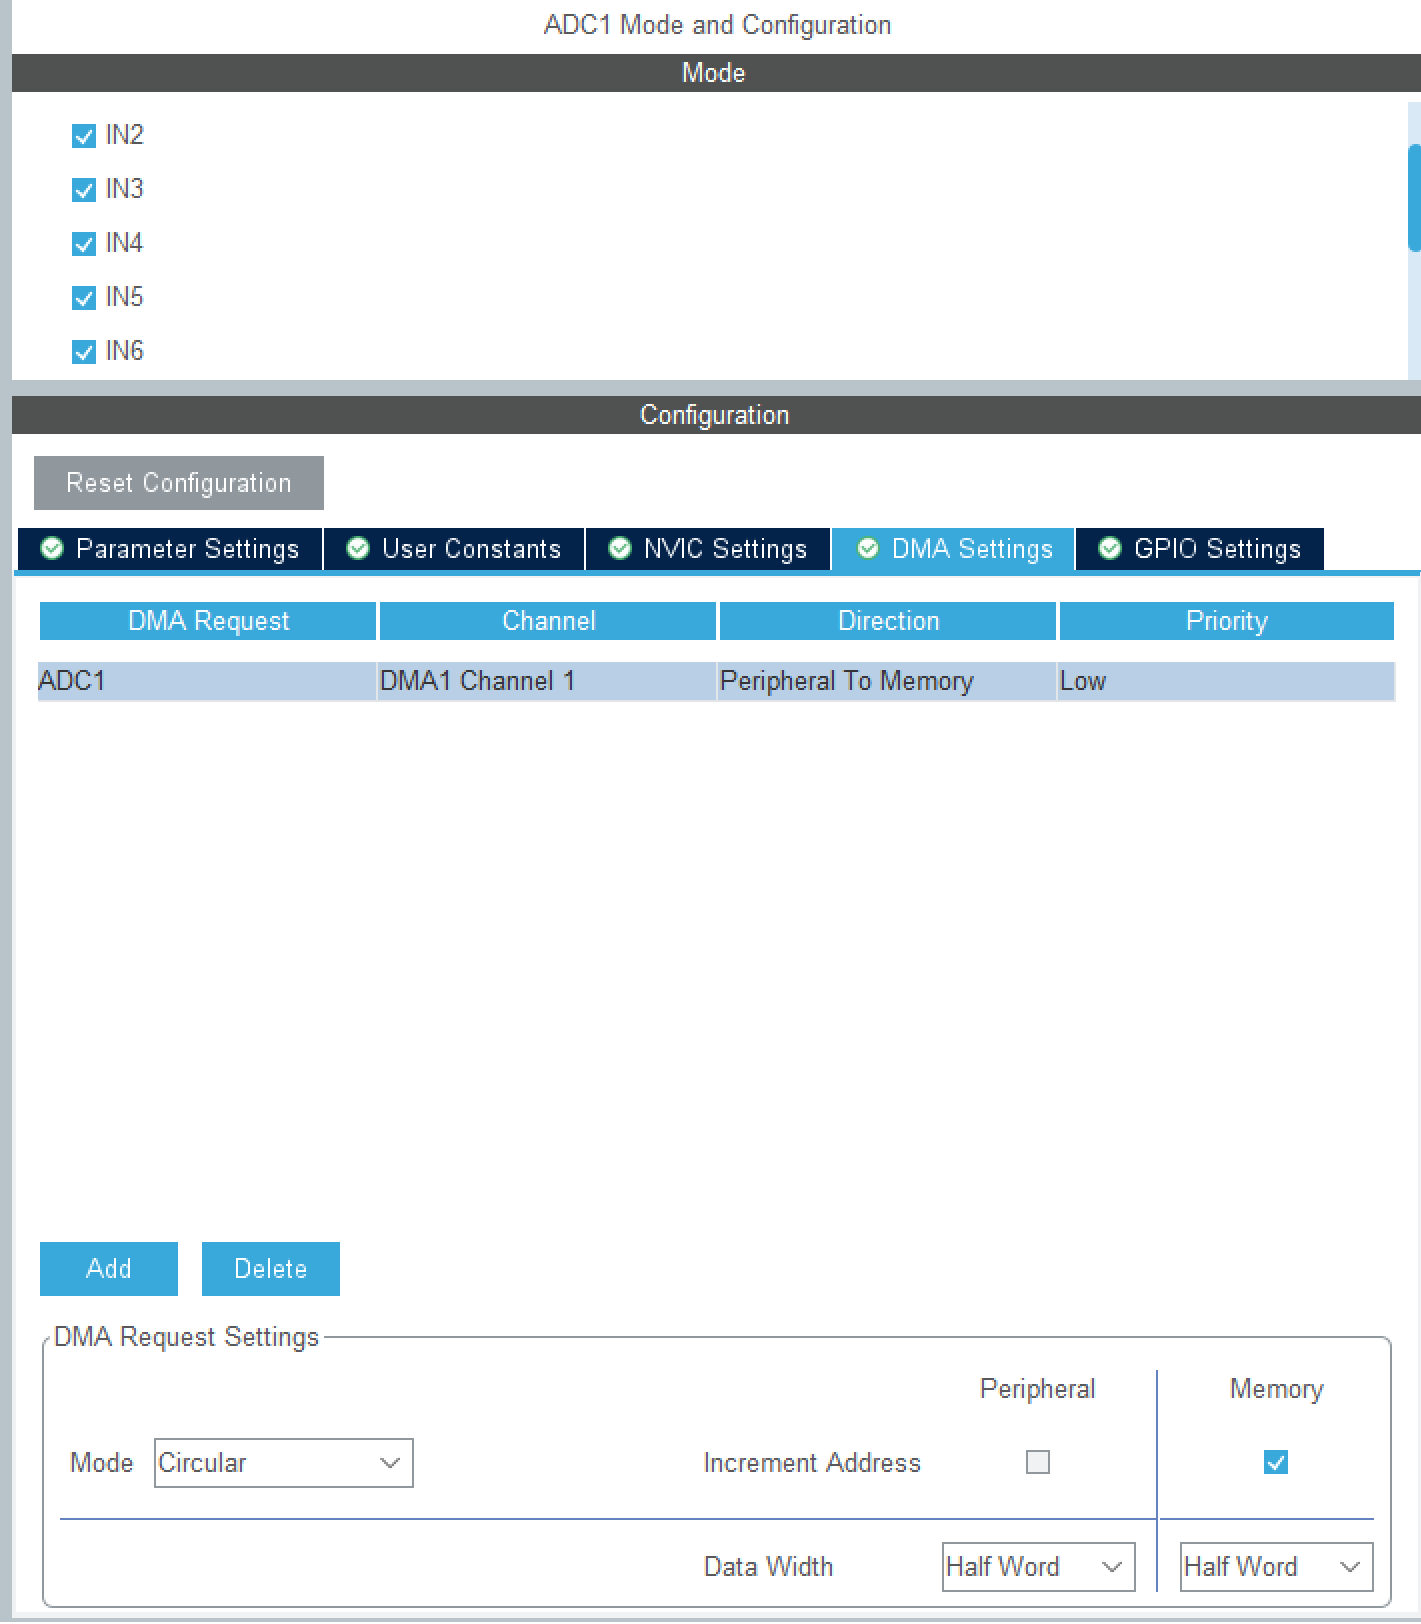 ADC1 Mode and Configuration
Mode
IN2
IN3
IN4
IN5
IN6
Configuration
Reset Configuration
Parameter Settings User Constants NVIC Settings DMA Settings GPIO Settings
DMA Request Channel Direction Priority
ADC1 DMA1 Channel 1 Peripheral To Memory Low
Add Delete
DMA Request Settings
Peripheral Memory
Mode Circular Increment Address
Data Width Half Word Half Word